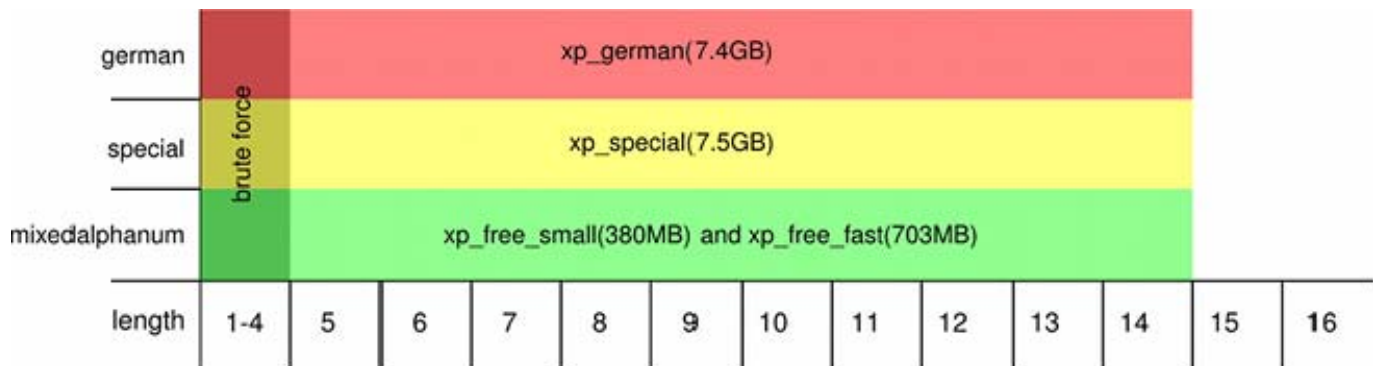 german
xp_german(7.4GB)
brute force
special
xp_special(7.5GB)
mixedalphanum
xp_free_small(380MB) and xp_free_fast(703MB)
length 1-4 5 6 7 8 9 10 11 12 13 14 15 16